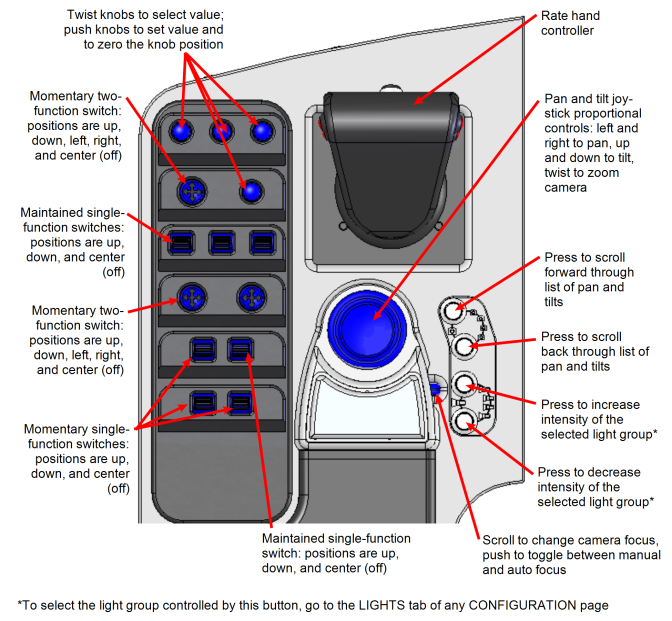 Twist knobs to select value;
push knobs to set value and
to zero the knob position
Rate hand
controller
Momentary two-
function switch:
positions are up,
down, left, right,
and center (off)
Pan and tilt joy-
stick proportional
controls: left and
right to pan, up
and down to tilt,
twist to zoom
camera
Maintained single-
function switches:
positions are up,
down, and center
(off)
Press to scroll
forward through
list of pan and
tilts
Momentary two-
function switch:
positions are up,
down, left, right,
and center (off)
Press to scroll
back through list of
pan and tilts
Press to increase
intensity of the
selected light group*
Momentary single-
function switches:
positions are up,
down, and center
(off)
Press to decrease
intensity of the
selected light group*
Maintained single-function
switch: positions are up,
down, and center (off)
Scroll to change camera focus,
push to toggle between manual
and auto focus
*To select the light group controlled by this button, go to the LIGHTS tab of any CONFIGURATION page